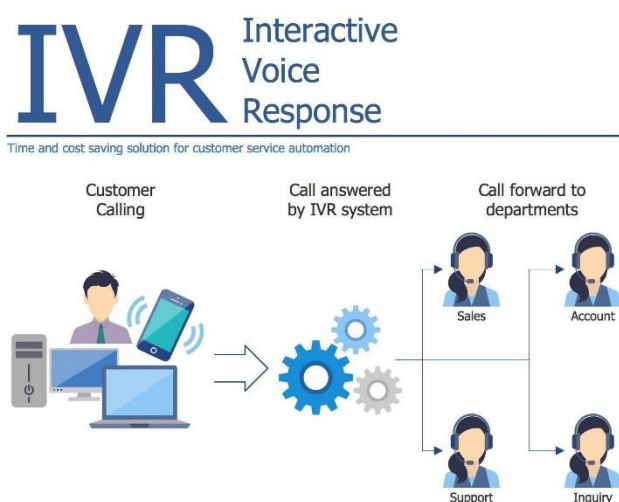 IVR
Interactive
Voice
Response
Time and cost saving solution for customer service automation
Customer
Calling
Call answered
by IVR system
Call forward to
departments
Sales
Account
Support
Inquiry